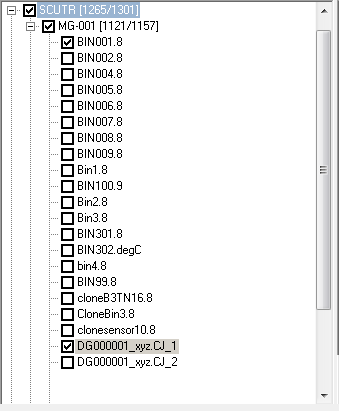 SCUTR [1265/1301]
MG-001 [1121/1157]
BIN001.8
BIN002.8
BIN004.8
BIN005.8
BIN006.8
BIN007.8
BIN008.8
BIN009.8
Bin1.8
BIN100.9
Bin2.8
Bin3.8
BIN301.8
BIN302.degC
bin4.8
BIN99.8
cloneB3TN16.8
CloneBin3.8
clonesensor10.8
DG000001_xyz.CJ_1
DG000001_xyz.CJ_2